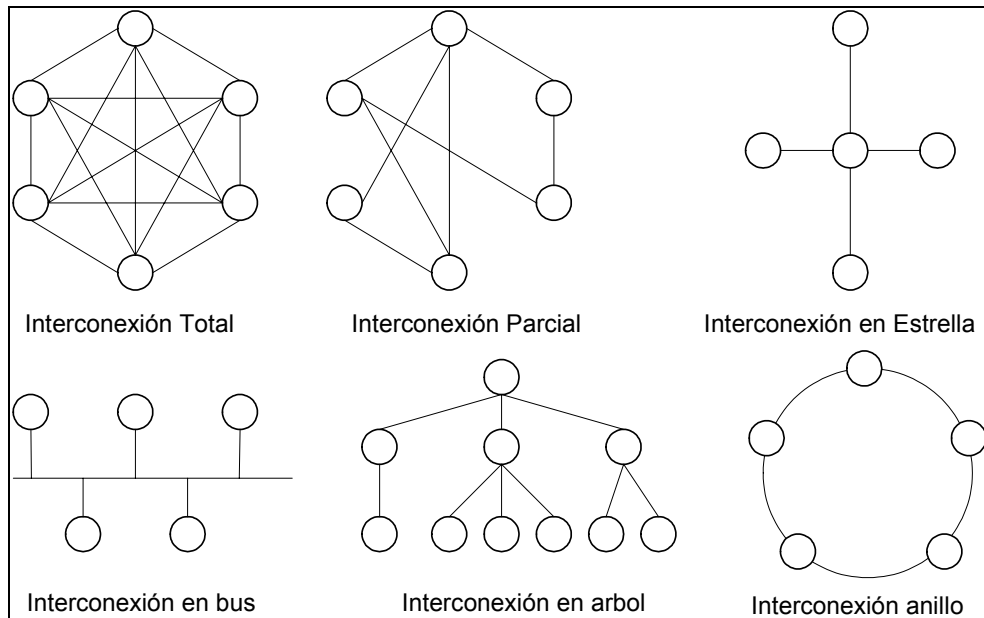 Interconexión Total
Interconexión Parcial
Interconexión en Estrella
Interconexión en bus
Interconexión en arbol
Interconexión anillo